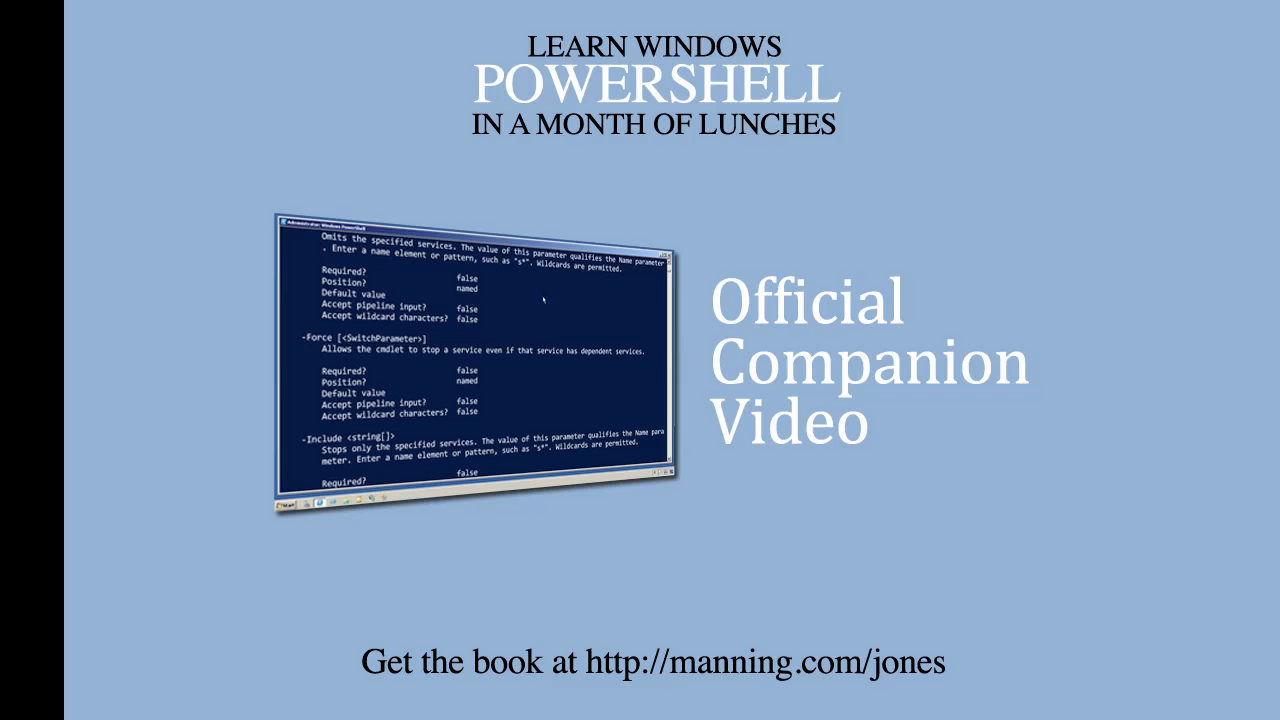 LEARN WINDOWS
POWERSHELL
IN A MONTH OF LUNCHES
Administrator: Windows PowerShell
Omits the specified services. The value of this parameter qualifies the Name parameter
. Enter a name element or pattern, such as "s*". Wildcards are permitted.
Required? false
Position? named
Default value
Accept pipeline input? false
Accept wildcard characters? false
-Force [<SwitchParameter>]
Allows the cmdlet to stop a service even if that service has dependent services.
Required? false
Position? named
Default value
Accept pipeline input? false
Accept wildcard characters? false
-Include <string[]>
Stops only the specified services. The value of this parameter qualifies the Name para
meter. Enter a name element or pattern, such as "s*". Wildcards are permitted.
Required? false
Start
Official
Companion
Video
Get the book at http://manning.com/jones